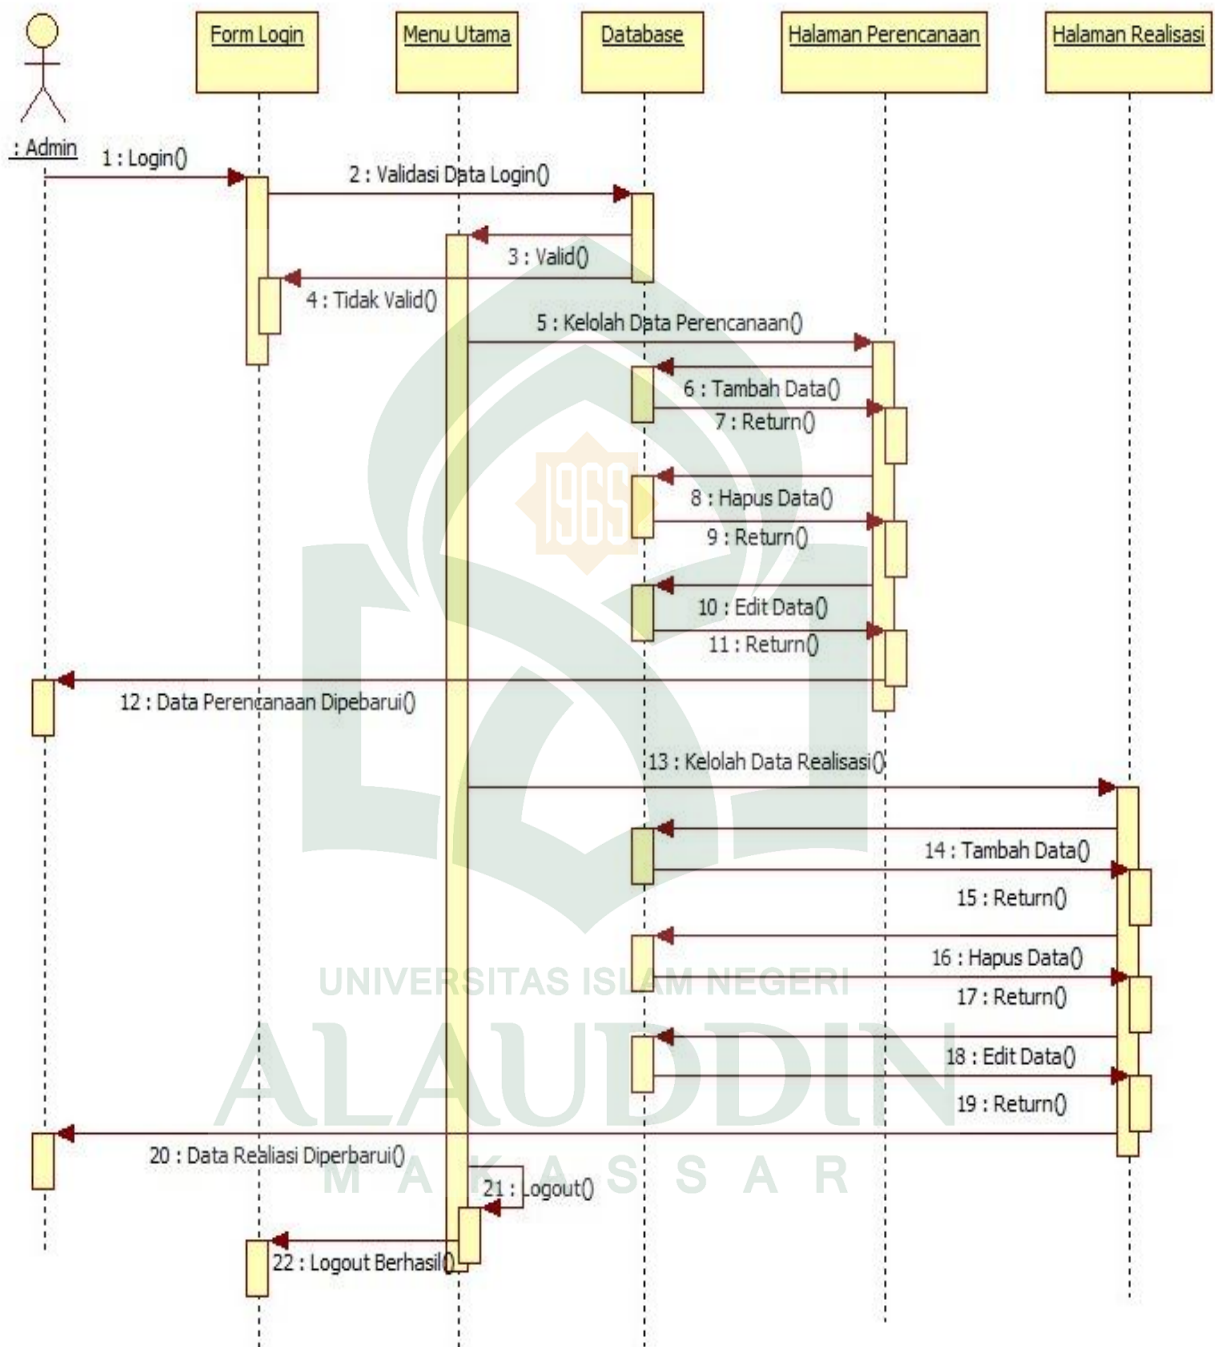 Form Login
Menu Utama
Database
Halaman Perencanaan
Halaman Realisasi
: Admin
1 : Login()
2 : Validasi Data Login()
3 : Valid()
4 : Tidak Valid()
5 : Kelolah Data Perencanaan()
6 : Tambah Data()
7 : Return()
1965
8 : Hapus Data()
9 : Return()
10 : Edit Data()
11 : Return()
12 : Data Perencanaan Dipebarui()
13 : Kelolah Data Realisasi()
14 : Tambah Data()
15 : Return()
16 : Hapus Data()
UNIVERSITAS ISLAM NEGERI
17 : Return()
18 : Edit Data()
ALAUDDIN
19 : Return()
20 : Data Realiasi Diperbarui()
MAKASSAR
21 : Logout()
22 : Logout Berhasil()